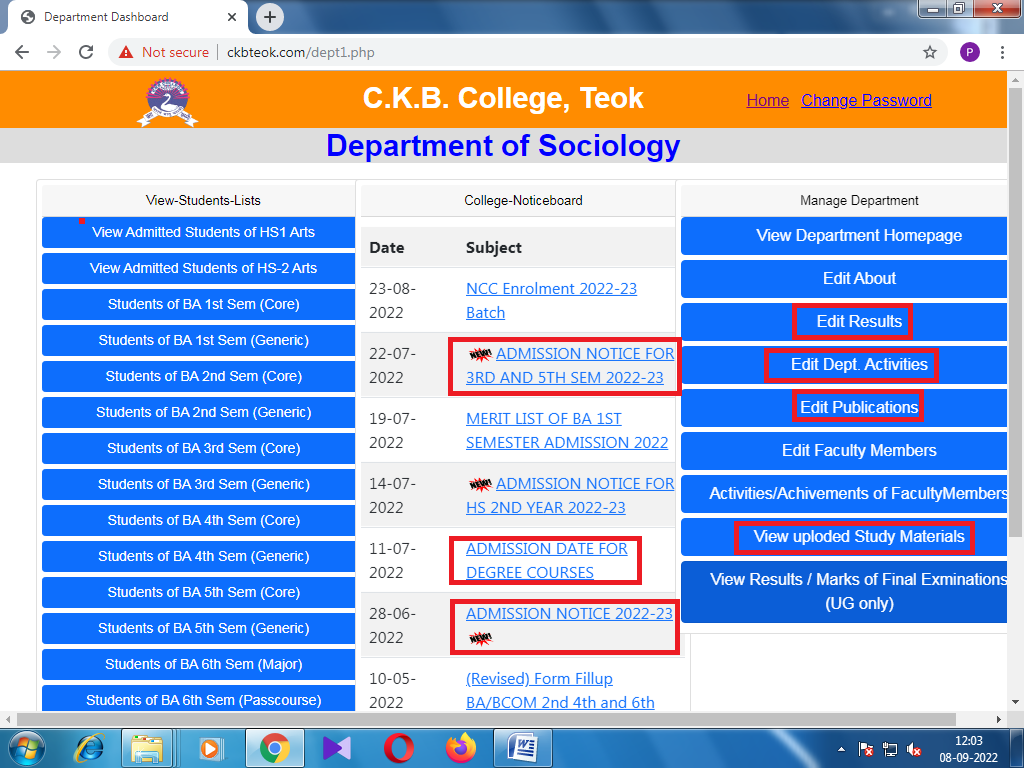 Department Dashboard
Not secure
ckbteok.com/dept1.php
P
C.K.B. College, Teok
Home
Change Password
Department of Sociology
View-Students-Lists
View Admitted Students of HS1 Arts
View Admitted Students of HS-2 Arts
Students of BA 1st Sem (Core)
Students of BA 1st Sem (Generic)
Students of BA 2nd Sem (Core)
Students of BA 2nd Sem (Generic)
Students of BA 3rd Sem (Core)
Students of BA 3rd Sem (Generic)
Students of BA 4th Sem (Core)
Students of BA 4th Sem (Generic)
Students of BA 5th Sem (Core)
Students of BA 5th Sem (Generic)
Students of BA 6th Sem (Major)
Students of BA 6th Sem (Passcourse)
College-Noticeboard
Date Subject
23-08- NCC Enrolment 2022-23
2022 Batch
22-07- NEW! ADMISSION NOTICE FOR
2022 3RD AND 5TH SEM 2022-23
19-07- MERIT LIST OF BA 1ST
2022 SEMESTER ADMISSION 2022
14-07- NEW! ADMISSION NOTICE FOR
2022 HS 2ND YEAR 2022-23
11-07- ADMISSION DATE FOR
2022 DEGREE COURSES
28-06- ADMISSION NOTICE 2022-23
2022 NEW!
10-05- (Revised) Form Fillup
2022 BA/BCOM 2nd 4th and 6th
Manage Department
View Department Homepage
Edit About
Edit Results
Edit Dept. Activities
Edit Publications
Edit Faculty Members
Activities/Achivements of FacultyMembers
View uploded Study Materials
View Results / Marks of Final Exminations
(UG only)
12:03
08-09-2022